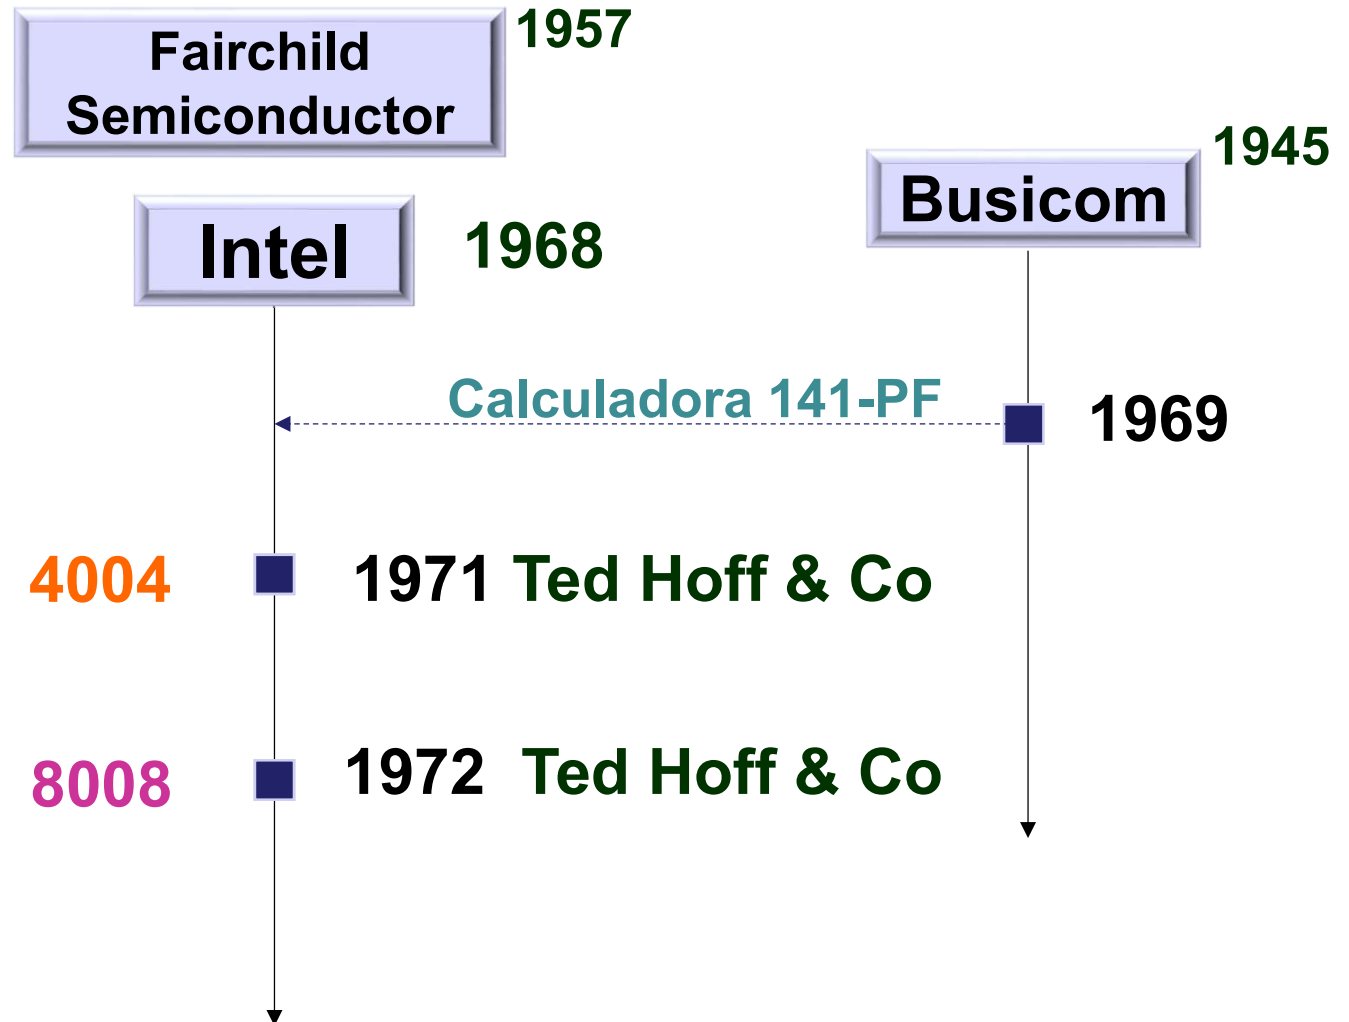 Fairchild
Semiconductor
1957
1945
Busicom
Intel
1968
Calculadora 141-PF
1969
4004
1971 Ted Hoff & Co
8008
1972 Ted Hoff & Co